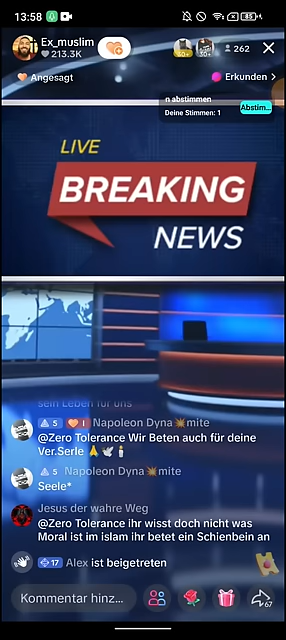 13:58
85
Ex_muslim
213.3K
50+
30+
262
Angesagt
Erkunden >
n abstimmen
Deine Stimmen: 1
Abstim...
LIVE
BREAKING
NEWS
sein Leben für uns
5 1 Napoleon Dyna💥mite
@Zero Tolerance Wir Beten auch für deine
Ver.Serle 🙏🕊🕯
5 Napoleon Dyna💥mite
Seele*
Jesus der wahre Weg
@Zero Tolerance ihr wisst doch nicht was
Moral ist im islam ihr betet ein Schienbein an
17 Alex ist beigetreten
Kommentar hinz...
67